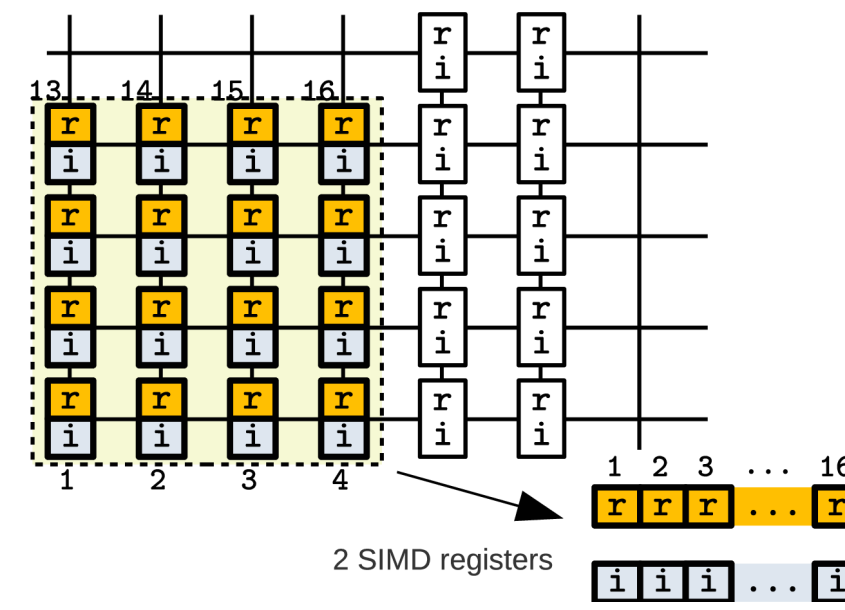 r r
i i
13 14 15 16
r r r r r r
i i i i i i
r r r r r r
i i i i i i
r r r r r r
i i i i i i
r r r r r r
i i i i i i
1 2 3 4
1 2 3 ... 16
r r r ... r
2 SIMD registers
i i i ... i